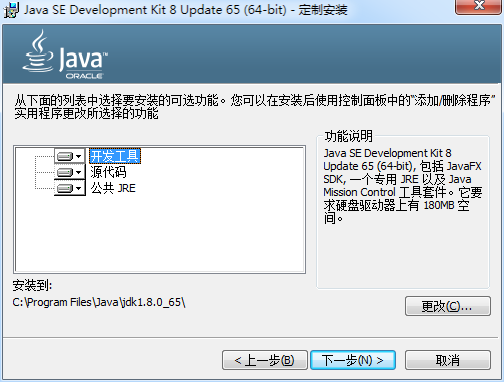 Java SE Development Kit 8 Update 65 (64-bit) - 定制安装
Java™
ORACLE
从下面的列表中选择要安装的可选功能。您可以在安装后使用控制面板中的“添加/删除程序”
实用程序更改所选择的功能
开发工具
源代码
公共 JRE
功能说明
Java SE Development Kit 8
Update 65 (64-bit), 包括 JavaFX
SDK, 一个专用 JRE 以及 Java
Mission Control 工具套件。它要
求硬盘驱动器上有 180MB 空
间。
安装到:
C:\Program Files\Java\jdk1.8.0_65\
更改(C)...
< 上一步(B)
下一步(N) >
取消